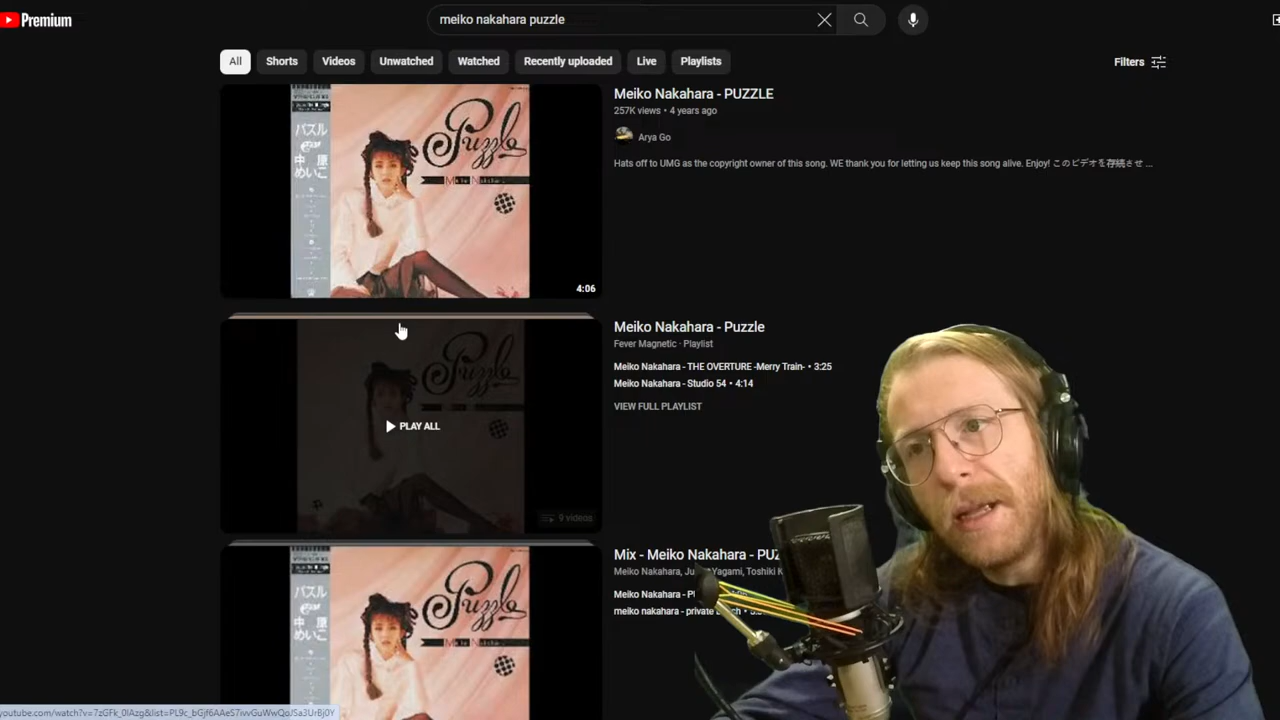 Premium
meiko nakahara puzzle
All
Shorts
Videos
Unwatched
Watched
Recently uploaded
Live
Playlists
Filters
パズル
中原
めいこ
Puzzle
4:06
Meiko Nakahara - PUZZLE
257K views • 4 years ago
Arya Go
Hats off to UMG as the copyright owner of this song. WE thank you for letting us keep this song alive. Enjoy! このビデオを存続させ ...
Puzzle
PLAY ALL
9 videos
Meiko Nakahara - Puzzle
Fever Magnetic · Playlist
Meiko Nakahara - THE OVERTURE -Merry Train- • 3:25
Meiko Nakahara - Studio 54 • 4:14
VIEW FULL PLAYLIST
パズル
中原
めいこ
Puzzle
Mix - Meiko Nakahara - PUZ
Meiko Nakahara, Ju Yagami, Toshiki K
Meiko Nakahara - P
meiko nakahara - private